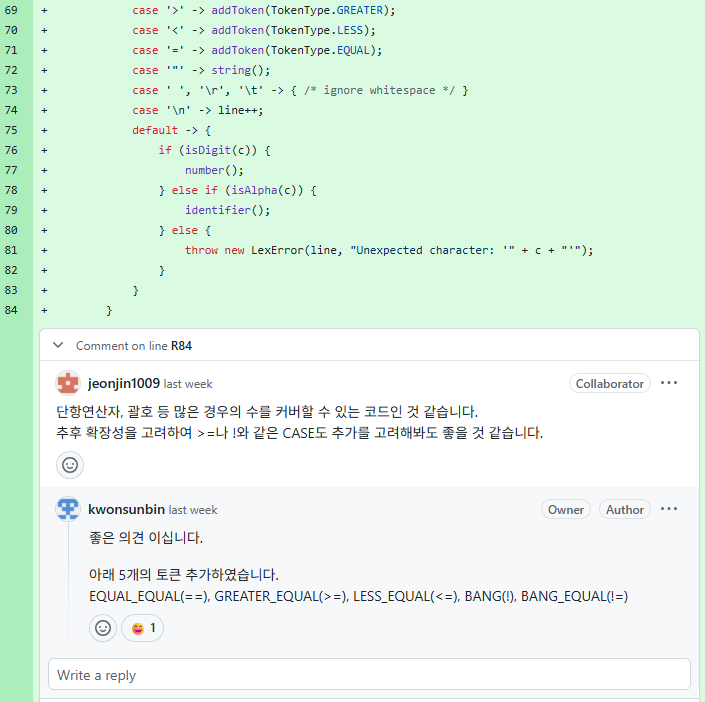 69 + case '>' -> addToken(TokenType.GREATER);
70 + case '<' -> addToken(TokenType.LESS);
71 + case '=' -> addToken(TokenType.EQUAL);
72 + case '"' -> string();
73 + case ' ', '\r', '\t' -> { /* ignore whitespace */ }
74 + case '\n' -> line++;
75 + default -> {
76 + if (isDigit(c)) {
77 + number();
78 + } else if (isAlpha(c)) {
79 + identifier();
80 + } else {
81 + throw new LexError(line, "Unexpected character: '" + c + "'");
82 + }
83 + }
84 + }
Comment on line R84
jeonjin1009 last week Collaborator
단항연산자, 괄호 등 많은 경우의 수를 커버할 수 있는 코드인 것 같습니다.
추후 확장성을 고려하여 >=나 !와 같은 CASE도 추가를 고려해봐도 좋을 것 같습니다.
kwonsunbin last week Owner Author
좋은 의견 이십니다.
아래 5개의 토큰 추가하였습니다.
EQUAL_EQUAL(==), GREATER_EQUAL(>=), LESS_EQUAL(<=), BANG(!), BANG_EQUAL(!=)
1
Write a reply